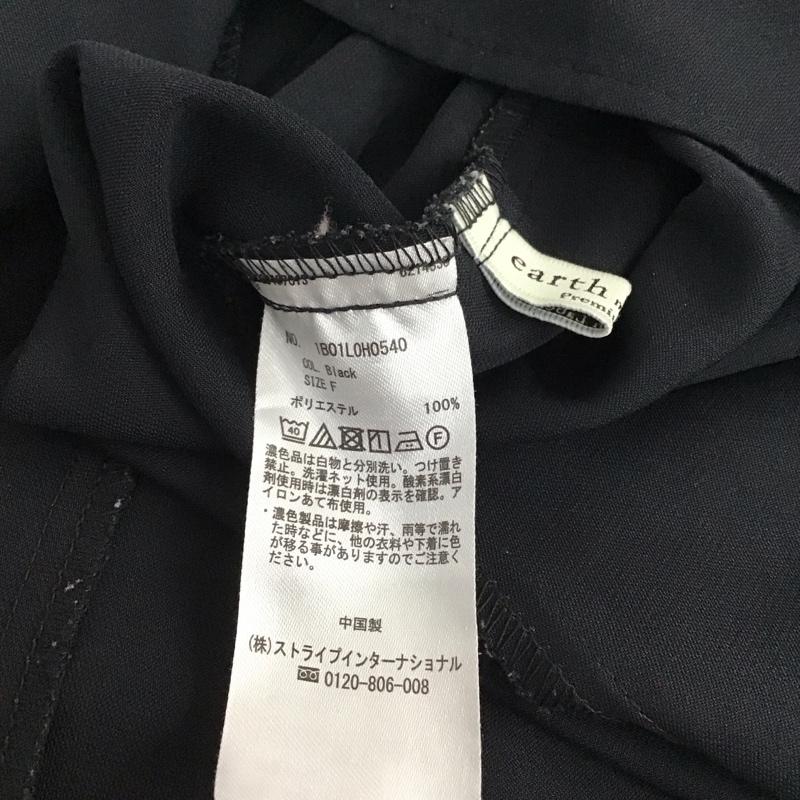 earth
NO. 1B01L0H0540
COL. Black
SIZE F
ポリエステル 100%
40 F
濃色品は白物と分別洗い。つけ置き
禁止。洗濯ネット使用。酸素系漂白
剤使用時は漂白剤の表示を確認。ア
イロンあて布使用。
・濃色製品は摩擦や汗、雨等で濡れ
た時などに、他の衣料や下着に色
が移る事がありますのでご注意く
ださい。
中国製
(株)ストライプインターナショナル
0120-806-008